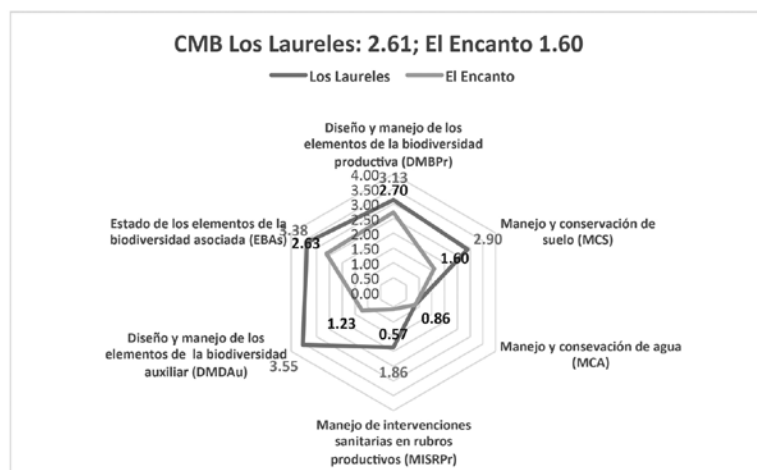 CMB Los Laureles: 2.61; El Encanto 1.60
Los Laureles El Encanto
Diseño y manejo de los
elementos de la biodiversidad
productiva (DMBPr)
3.13
4.00
2.70
3.50
3.00
2.50
2.00
1.50
1.00
0.50
0.00
Manejo y conservación de
suelo (MCS)
2.90
1.60
Manejo y consevación de agua
(MCA)
0.86
Manejo de intervenciones
sanitarias en rubros
productivos (MISRPr)
0.57
1.86
Diseño y manejo de los
elementos de la biodiversidad
auxiliar (DMDAu)
1.23
3.55
Estado de los elementos de la
biodiversidad asociada (EBAs)
3.38
2.63